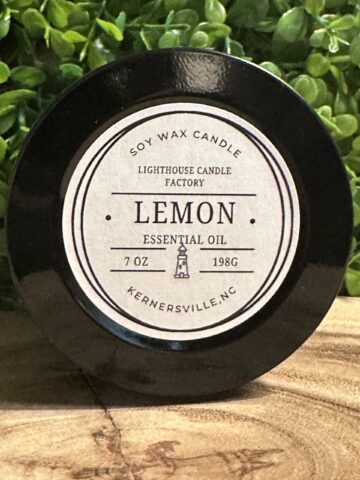 SOY WAX CANDLE
LIGHTHOUSE CANDLE
FACTORY
• LEMON •
ESSENTIAL OIL
7 OZ 198G
KERNERSVILLE,NC